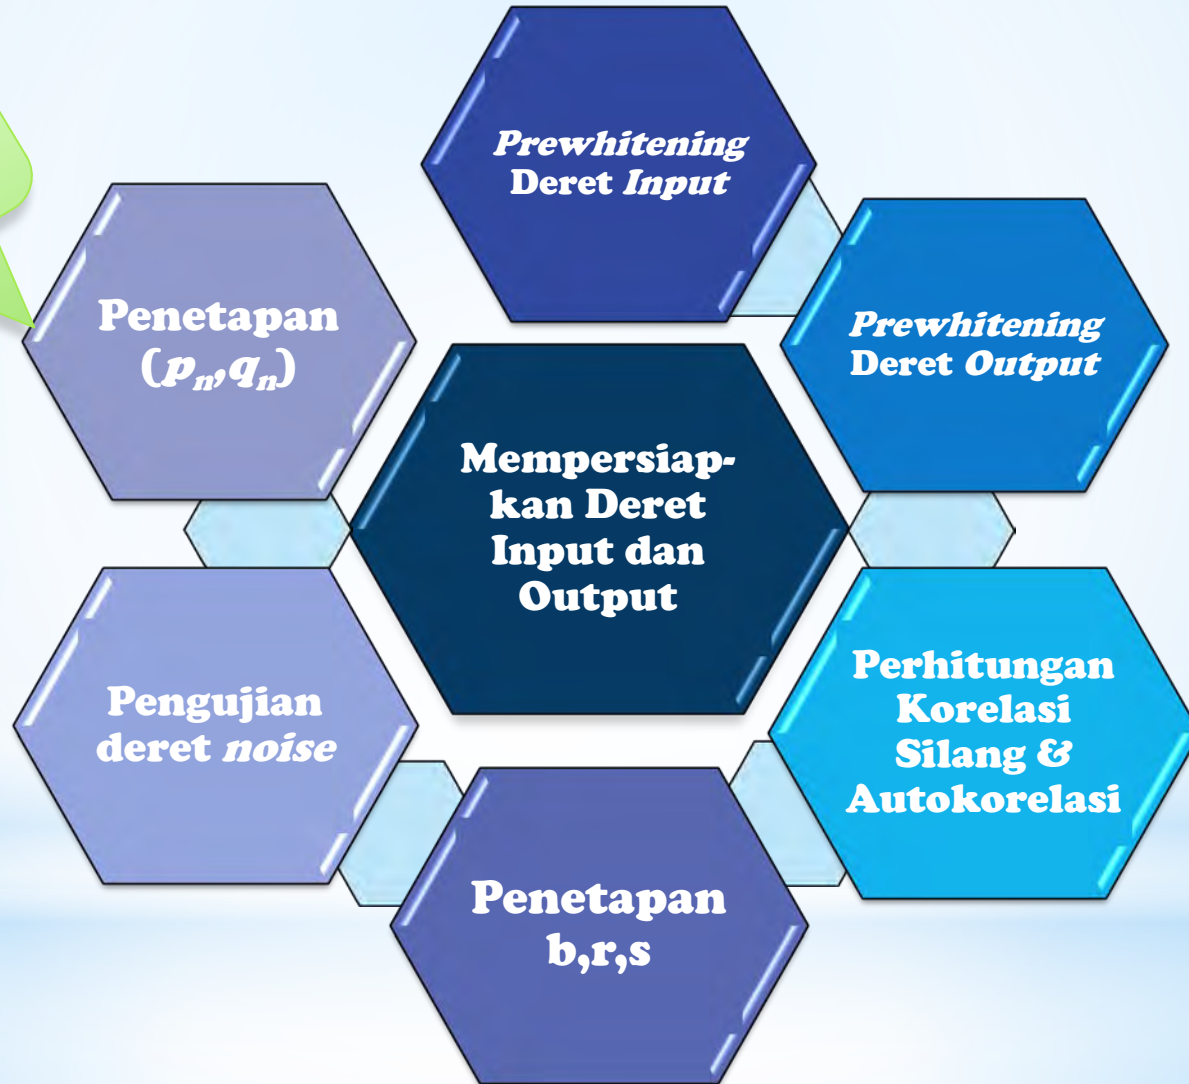 Prewhitening
Deret Input
Prewhitening
Deret Output
Penetapan
(pₙ,qₙ)
Mempersiap-
kan Deret
Input dan
Output
Perhitungan
Korelasi
Silang &
Autokorelasi
Pengujian
deret noise
Penetapan
b,r,s